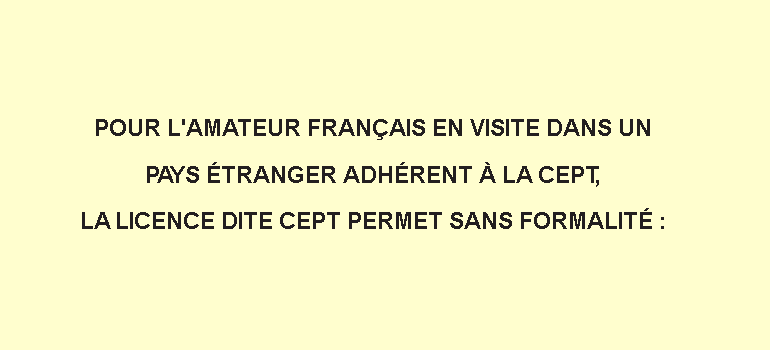 POUR L'AMATEUR FRANÇAIS EN VISITE DANS UN
PAYS ÉTRANGER ADHÉRENT À LA CEPT,
LA LICENCE DITE CEPT PERMET SANS FORMALITÉ :